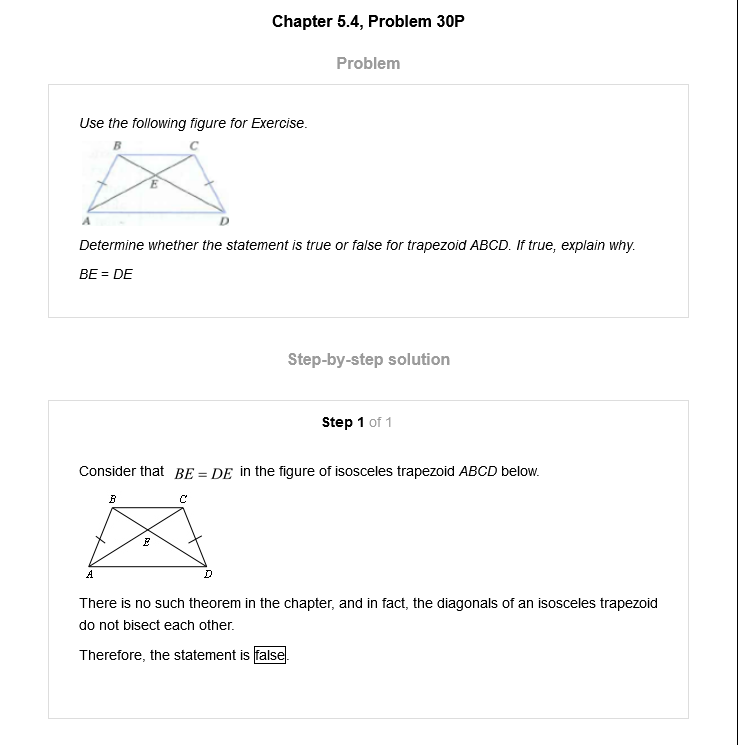 Chapter 5.4, Problem 30P
Problem
Use the following figure for Exercise.
B C
E
A D
Determine whether the statement is true or false for trapezoid ABCD. If true, explain why.
BE = DE
Step-by-step solution
Step 1 of 1
Consider that BE = DE in the figure of isosceles trapezoid ABCD below.
B C
E
A D
There is no such theorem in the chapter, and in fact, the diagonals of an isosceles trapezoid
do not bisect each other.
Therefore, the statement is false.